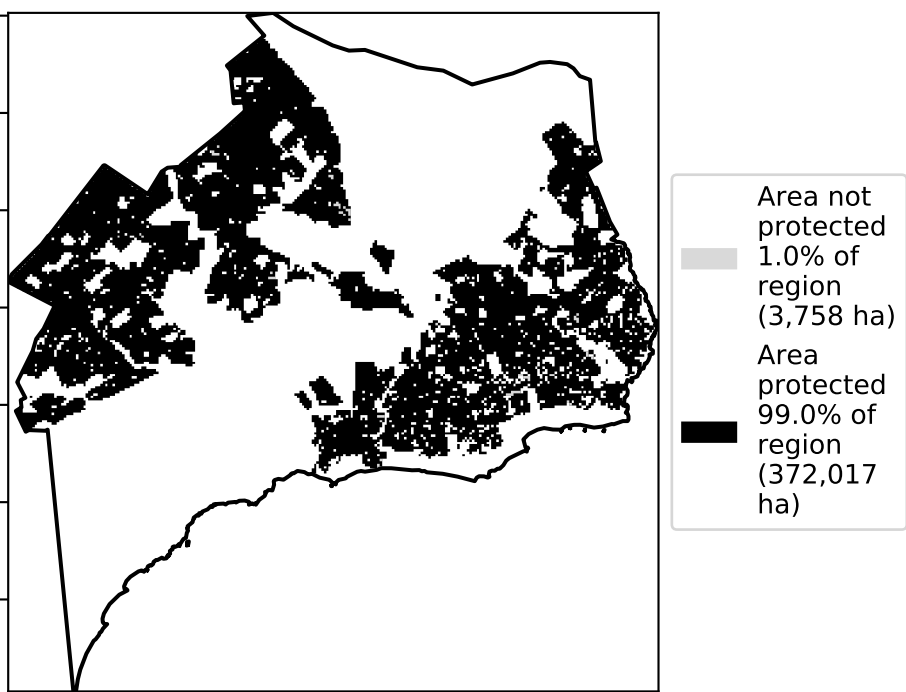 Area not
protected
1.0% of
region
(3,758 ha)
Area
protected
99.0% of
region
(372,017
ha)